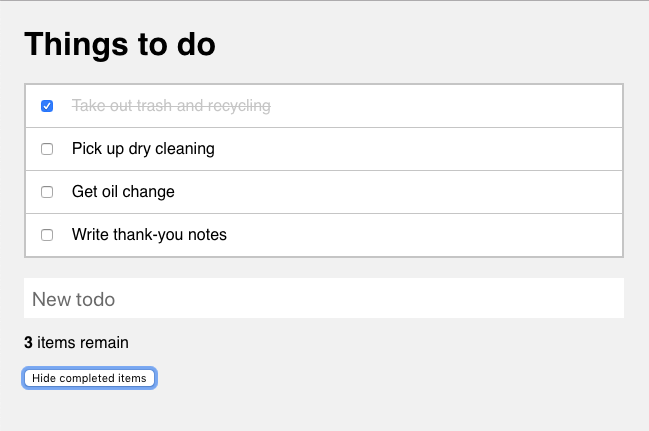 Things to do
Take out trash and recycling
Pick up dry cleaning
Get oil change
Write thank-you notes
New todo
3 items remain
Hide completed items